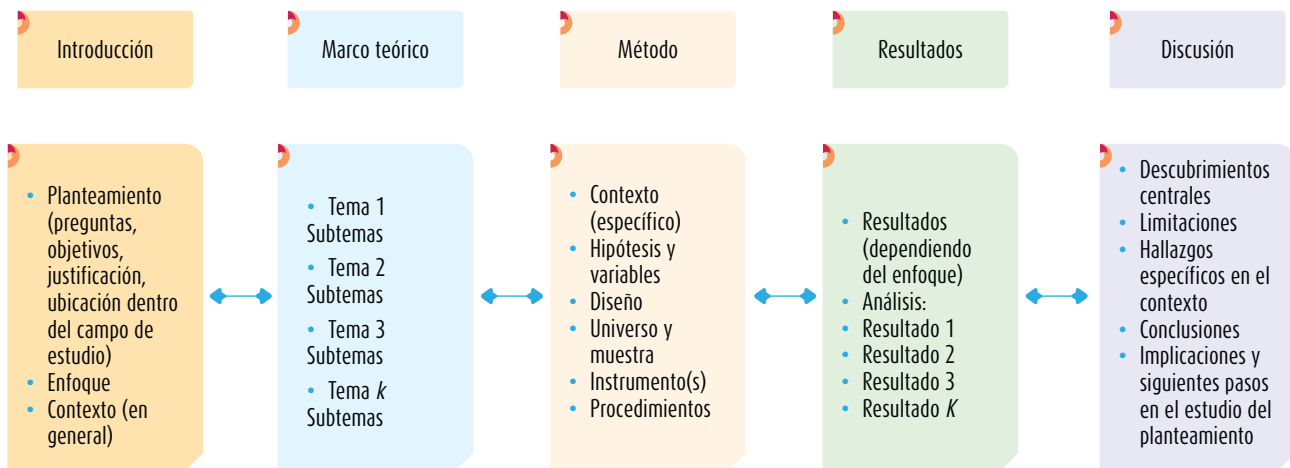 Introducción
Marco teórico
Método
Resultados
Discusión
• Planteamiento
(preguntas,
objetivos,
justificación,
ubicación dentro
del campo de
estudio)
• Enfoque
• Contexto (en
general)
• Tema 1
Subtemas
• Tema 2
Subtemas
• Tema 3
Subtemas
• Tema k
Subtemas
• Contexto
(específico)
• Hipótesis y
variables
• Diseño
• Universo y
muestra
• Instrumento(s)
• Procedimientos
• Resultados
(dependiendo
del enfoque)
• Análisis:
• Resultado 1
• Resultado 2
• Resultado 3
• Resultado K
• Descubrimientos
centrales
• Limitaciones
• Hallazgos
específicos en el
contexto
• Conclusiones
• Implicaciones y
siguientes pasos
en el estudio del
planteamiento